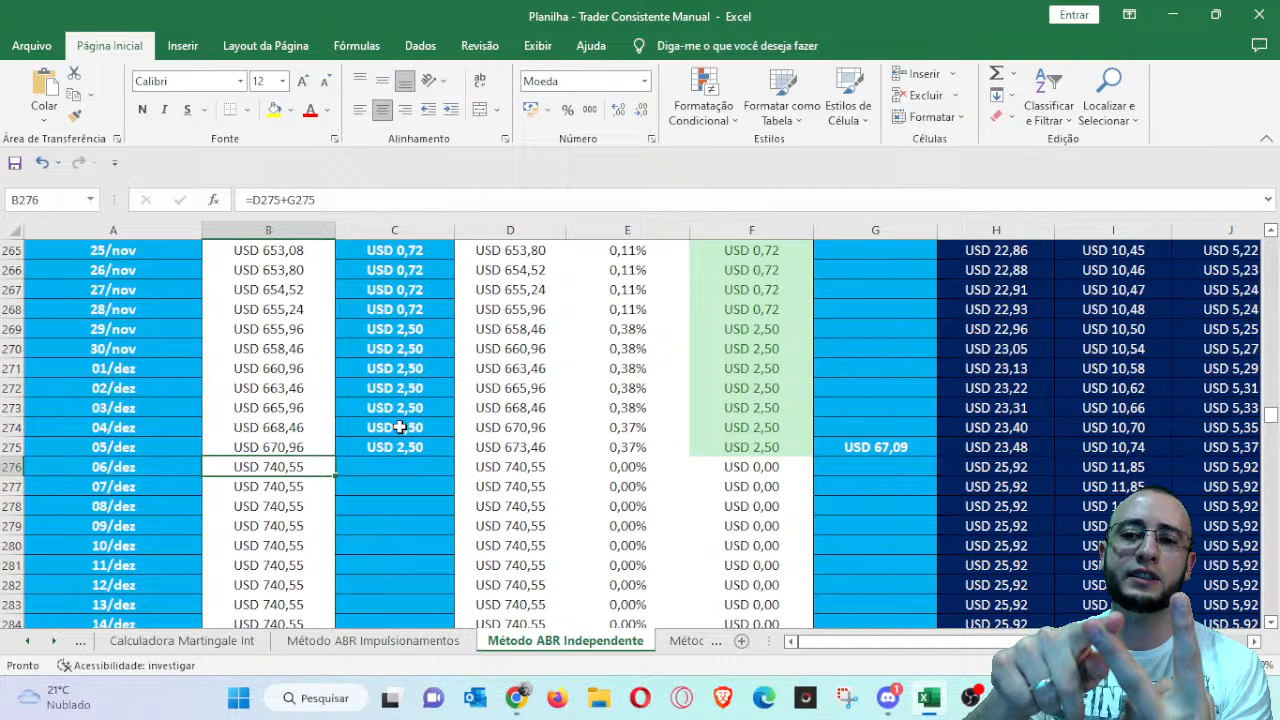 Planilha - Trader Consistente Manual - Excel
Entrar
Arquivo Página Inicial Inserir Layout da Página Fórmulas Dados Revisão Exibir Ajuda Diga-me o que você deseja fazer
Colar
Calibri 12
N I S
Moeda
% 000
Formatação Condicional
Formatar como Tabela
Estilos de Célula
Inserir
Excluir
Formatar
Classificar e Filtrar
Localizar e Selecionar
Área de Transferência Fonte Alinhamento Número Estilos Células Edição
B276 fx =D275+G275
A B C D E F G H I J
265 25/nov USD 653,08 USD 0,72 USD 653,80 0,11% USD 0,72 USD 22,86 USD 10,45 USD 5,22
266 26/nov USD 653,80 USD 0,72 USD 654,52 0,11% USD 0,72 USD 22,88 USD 10,46 USD 5,23
267 27/nov USD 654,52 USD 0,72 USD 655,24 0,11% USD 0,72 USD 22,91 USD 10,47 USD 5,24
268 28/nov USD 655,24 USD 0,72 USD 655,96 0,11% USD 0,72 USD 22,93 USD 10,48 USD 5,24
269 29/nov USD 655,96 USD 2,50 USD 658,46 0,38% USD 2,50 USD 22,96 USD 10,50 USD 5,25
270 30/nov USD 658,46 USD 2,50 USD 660,96 0,38% USD 2,50 USD 23,05 USD 10,54 USD 5,27
271 01/dez USD 660,96 USD 2,50 USD 663,46 0,38% USD 2,50 USD 23,13 USD 10,58 USD 5,29
272 02/dez USD 663,46 USD 2,50 USD 665,96 0,38% USD 2,50 USD 23,22 USD 10,62 USD 5,31
273 03/dez USD 665,96 USD 2,50 USD 668,46 0,38% USD 2,50 USD 23,31 USD 10,66 USD 5,33
274 04/dez USD 668,46 USD 50 USD 670,96 0,37% USD 2,50 USD 23,40 USD 10,70 USD 5,35
275 05/dez USD 670,96 USD 2,50 USD 673,46 0,37% USD 2,50 USD 67,09 USD 23,48 USD 10,74 USD 5,37
276 06/dez USD 740,55 USD 740,55 0,00% USD 0,00 USD 25,92 USD 11,85 USD 5,92
277 07/dez USD 740,55 USD 740,55 0,00% USD 0,00 USD 25,92 USD 11,85 USD 5,92
278 08/dez USD 740,55 USD 740,55 0,00% USD 0,00 USD 25,92 USD 5,92
279 09/dez USD 740,55 USD 740,55 0,00% USD 0,00 USD 25,92 USD 5,92
280 10/dez USD 740,55 USD 740,55 0,00% USD 0,00 USD 25,92 USD 5,92
281 11/dez USD 740,55 USD 740,55 0,00% USD 0,00 USD 25,92 USD 5,92
282 12/dez USD 740,55 USD 740,55 0,00% USD 0,00 USD 25,92 USD 5,92
283 13/dez USD 740,55 USD 740,55 0,00% USD 0,00 USD 25,92 USD 5,92
284 14/dez USD 740,55 USD 740,55 0,00% USD 0,00 USD 25,92 USD 5,92
... Calculadora Martingale Int Método ABR Impulsionamentos Método ABR Independente Métoc ...
Pronto Acessibilidade: investigar
21°C
Nublado
Pesquisar